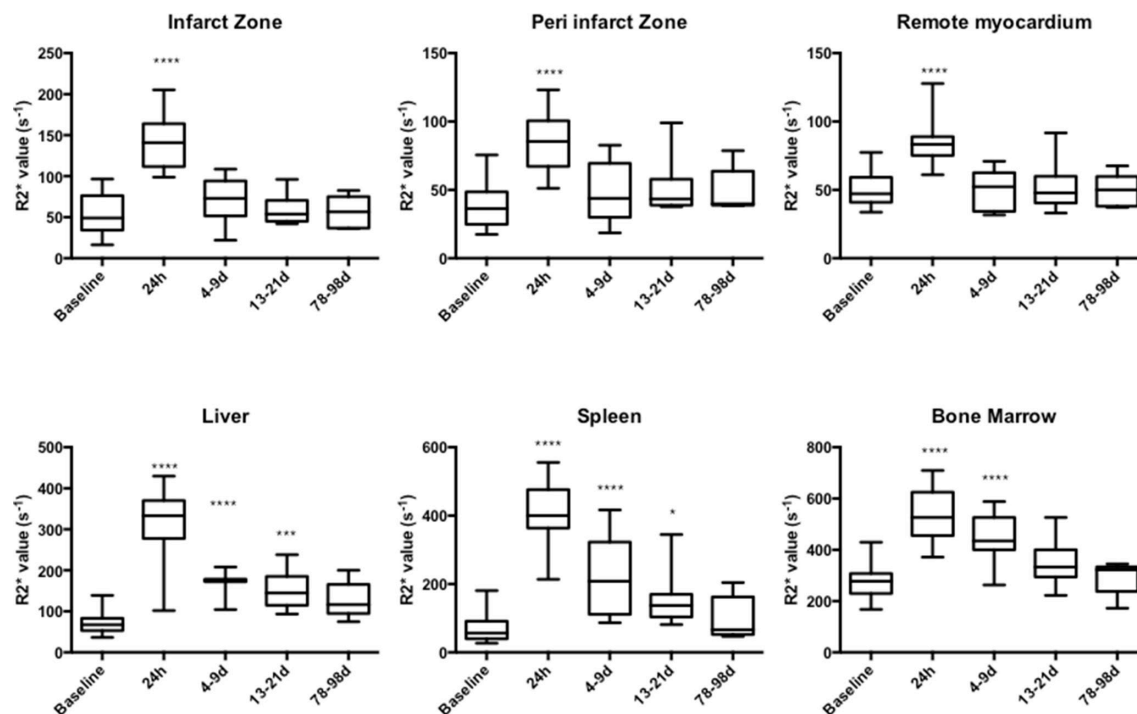 Infarct Zone
R2* value (s-1)
250
200
150
100
50
0
****
Baseline
24h
4-9d
13-21d
78-98d
Peri infarct Zone
R2* value (s-1)
150
100
50
0
****
Baseline
24h
4-9d
13-21d
78-98d
Remote myocardium
R2* value (s-1)
150
100
50
0
****
Baseline
24h
4-9d
13-21d
78-98d
Liver
R2* value (s-1)
500
400
300
200
100
0
****
****
***
Baseline
24h
4-9d
13-21d
78-98d
Spleen
R2* value (s-1)
600
400
200
0
****
****
*
Baseline
24h
4-9d
13-21d
78-98d
Bone Marrow
R2* value (s-1)
800
600
400
200
0
****
****
Baseline
24h
4-9d
13-21d
78-98d